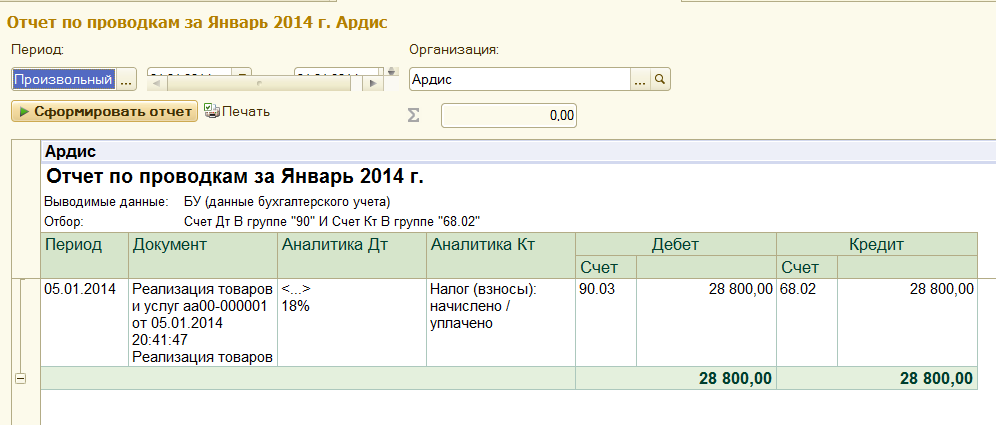 Отчет по проводкам за Январь 2014 г. Ардис
Период: Организация:
Произвольный ... Ардис ...
Сформировать отчет Печать Σ 0,00
Ардис
Отчет по проводкам за Январь 2014 г.
Выводимые данные: БУ (данные бухгалтерского учета)
Отбор: Счет Дт В группе "90" И Счет Кт В группе "68.02"
Период Документ Аналитика Дт Аналитика Кт Дебет Кредит
Счет Счет
05.01.2014 Реализация товаров <...> Налог (взносы): 90.03 28 800,00 68.02 28 800,00
и услуг аа00-000001 18% начислено /
от 05.01.2014 уплачено
20:41:47
Реализация товаров
28 800,00 28 800,00